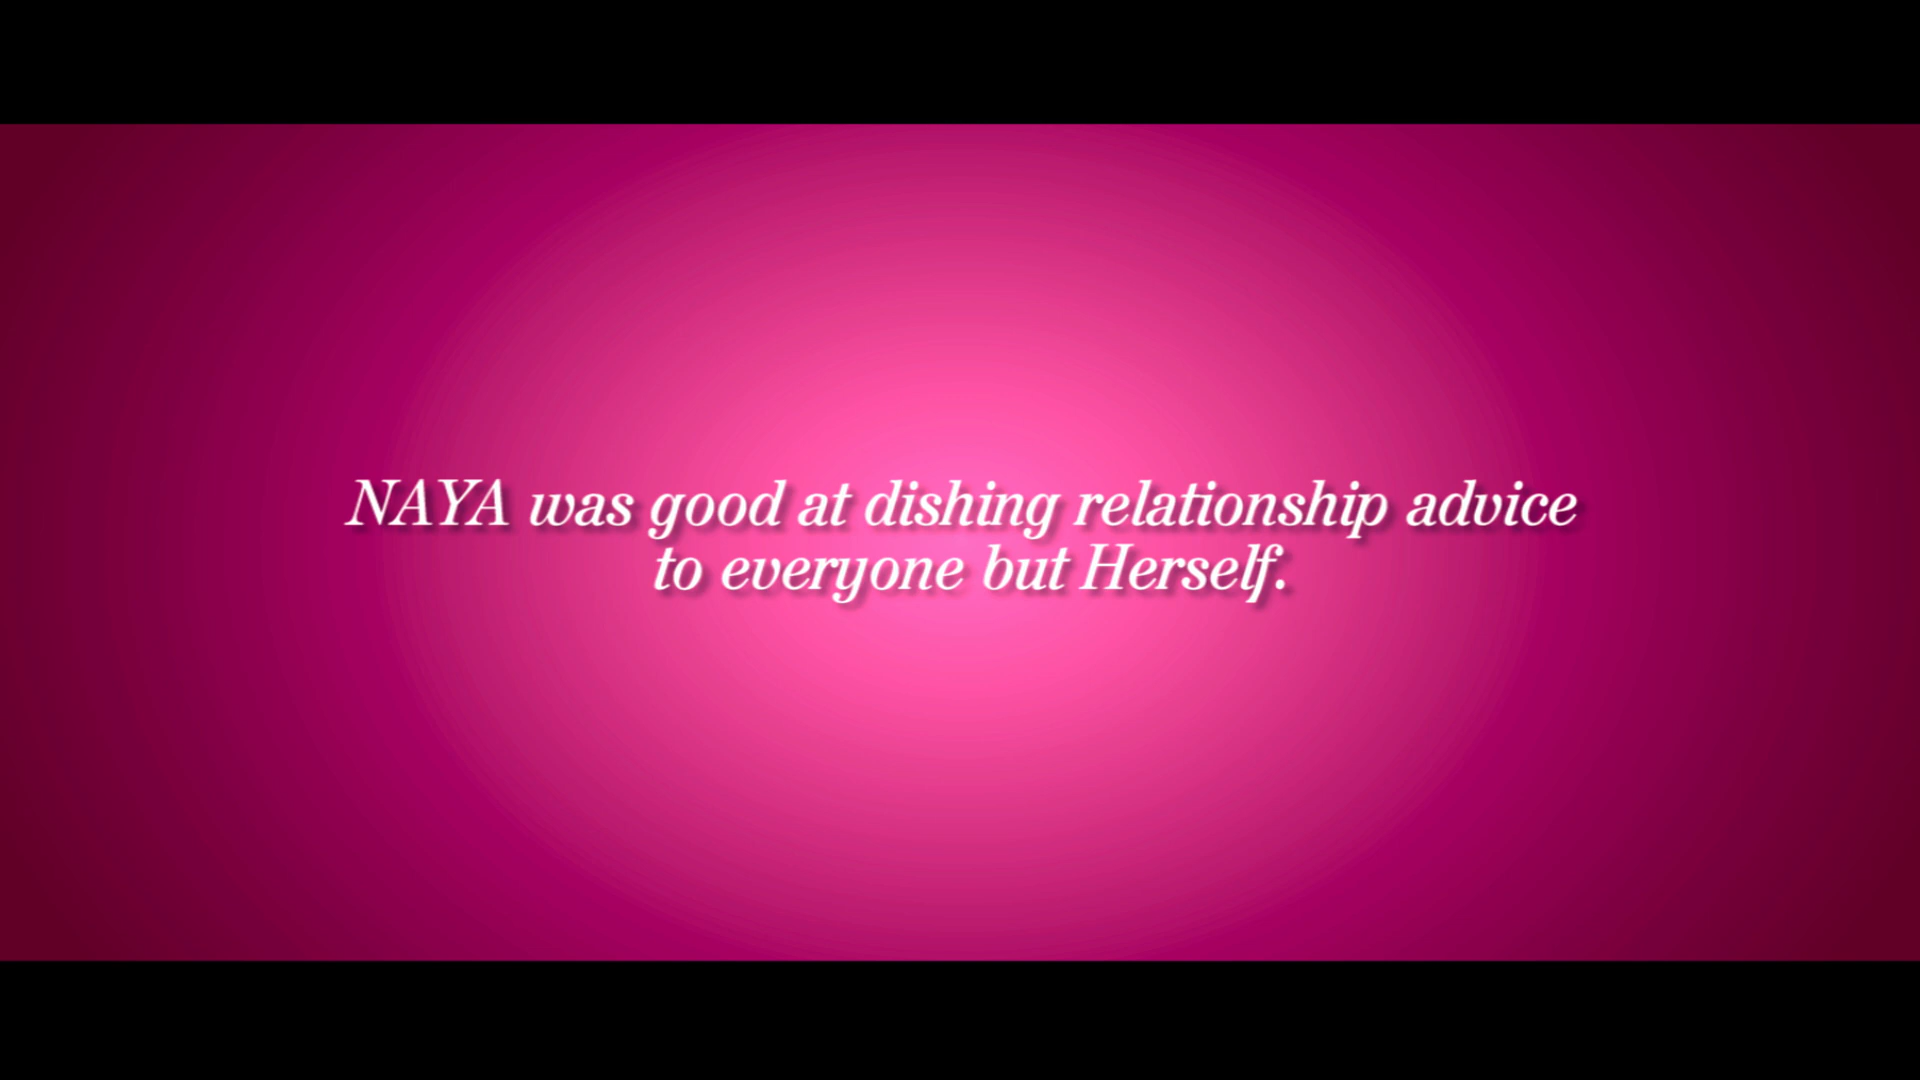 NAYA was good at dishing relationship advice
to everyone but Herself.